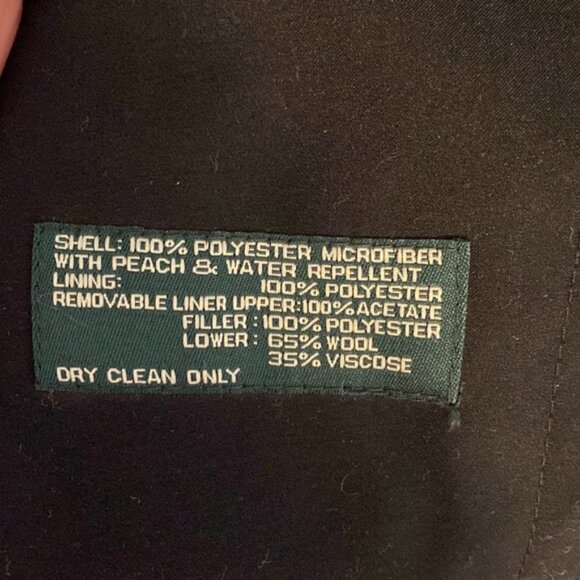 SHELL: 100% POLYESTER MICROFIBER
WITH PEACH & WATER REPELLENT
LINING: 100% POLYESTER
REMOVABLE LINER UPPER:100% ACETATE
FILLER : 100% POLYESTER
LOWER : 65% WOOL
35% VISCOSE
DRY CLEAN ONLY